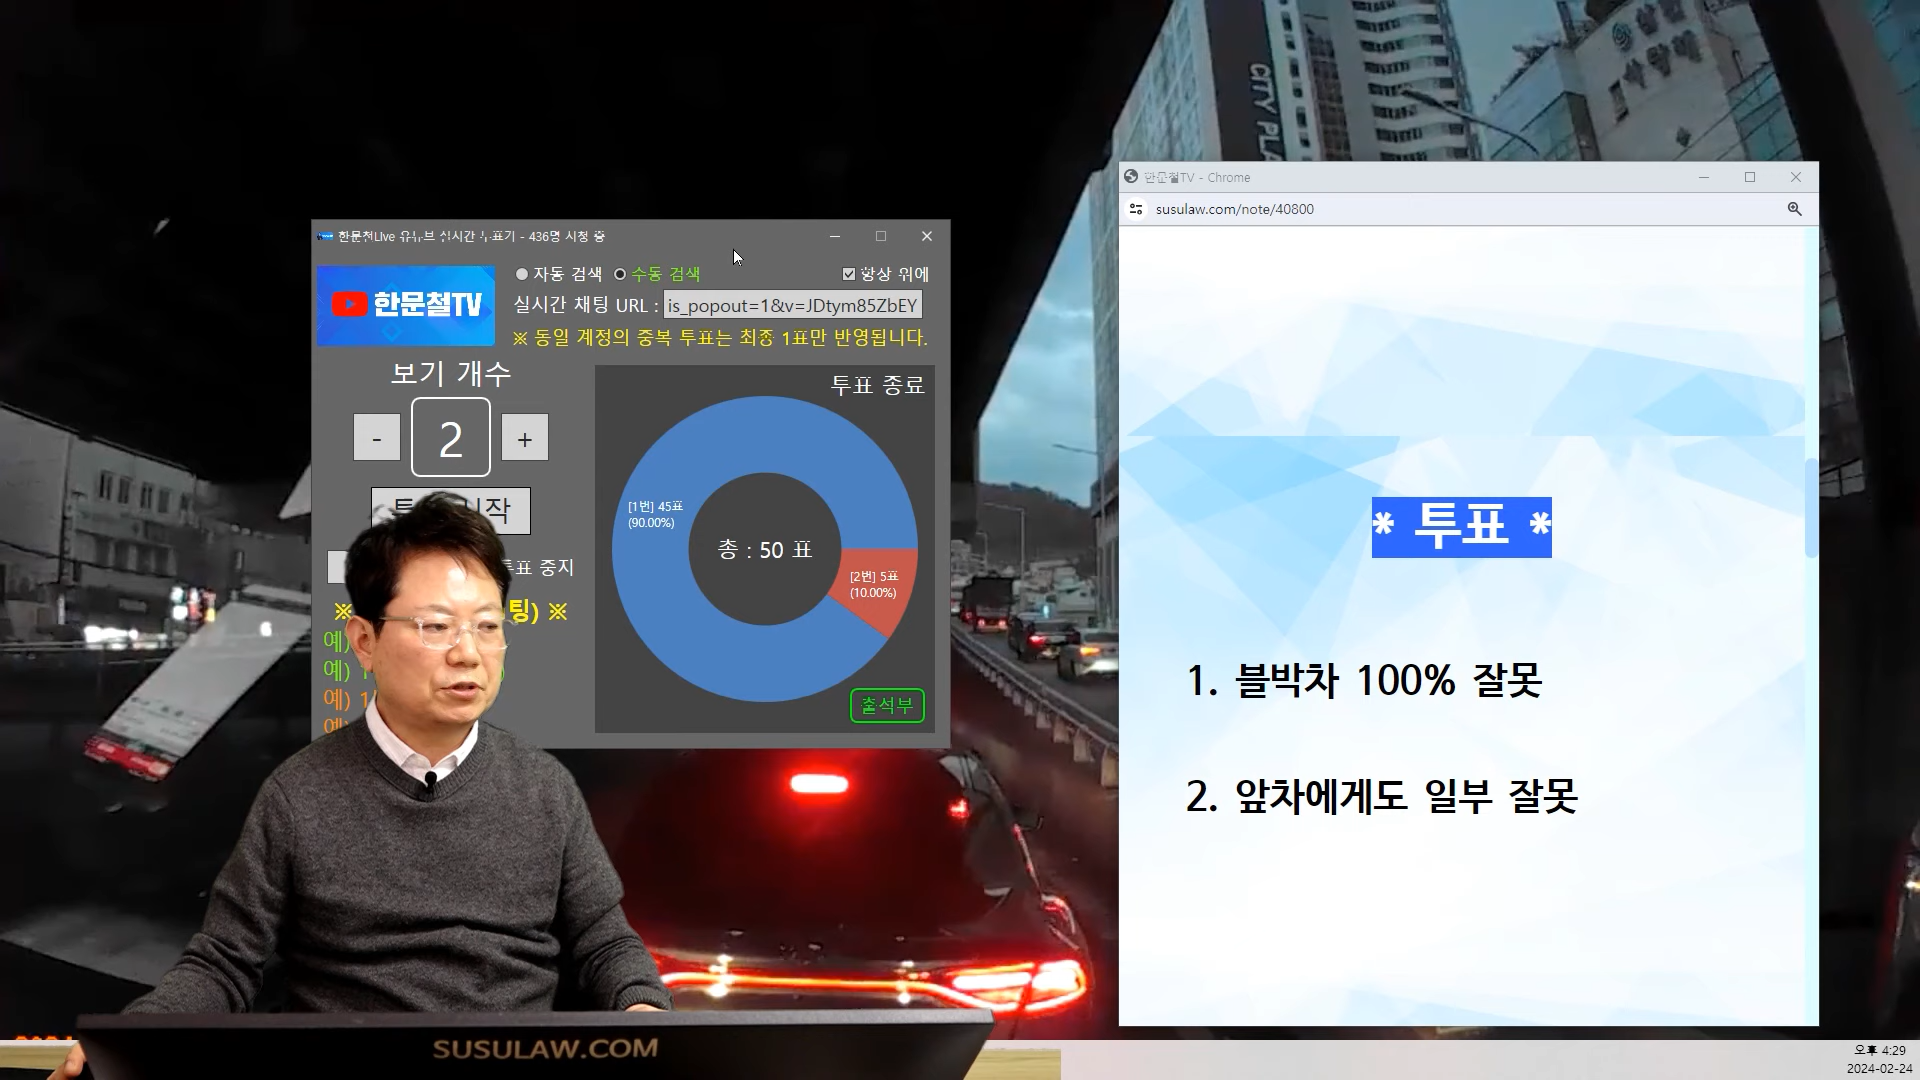 CITY PLA
한문철TV - Chrome
susulaw.com/note/40800
한문철Live 유튜브 실시간 투표기 - 436명 시청 중
자동 검색
수동 검색
항상 위에
한문철TV
실시간 채팅 URL :
is_popout=1&v=JDtym85ZbEY
※ 동일 계정의 중복 투표는 최종 1표만 반영됩니다.
보기 개수
- 2 +
투표 종료
작
표 중지
※
팅) ※
예)
예) 1
예) 1
예)
[1번] 45표
(90.00%)
총 : 50 표
[2번] 5표
(10.00%)
출석부
* 투표 *
1. 블박차 100% 잘못
2. 앞차에게도 일부 잘못
SUSULAW.COM
오후 4:29
2024-02-24